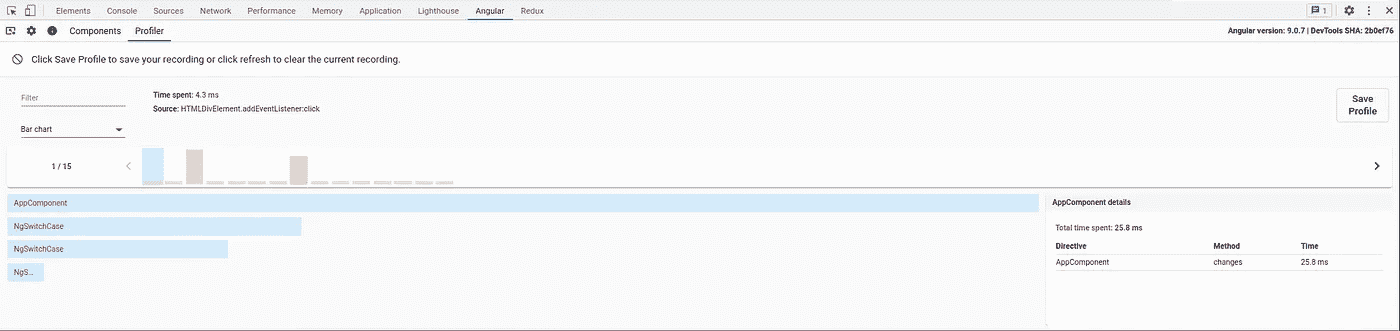 Elements Console Sources Network Performance Memory Application Lighthouse Angular Redux 1
Components Profiler Angular version: 9.0.7 | DevTools SHA: 2b0ef76
Click Save Profile to save your recording or click refresh to clear the current recording.
Filter
Time spent: 4.3 ms
Source: HTMLDivElement.addEventListener:click
Save
Profile
Bar chart
1 / 15
AppComponent
NgSwitchCase
NgSwitchCase
NgS...
AppComponent details
Total time spent: 25.8 ms
Directive Method Time
AppComponent changes 25.8 ms